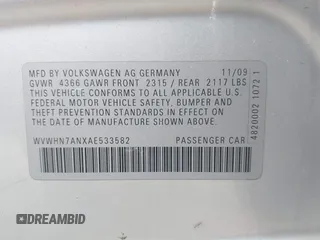 MFD BY VOLKSWAGEN AG GERMANY 11/09
GVWR 4366 GAWR FRONT 2315 / REAR 2117 LBS
THIS VEHICLE CONFORMS TO ALL APPLICABLE U.S.
FEDERAL MOTOR VEHICLE SAFETY, BUMPER AND
THEFT PREVENTION STANDARDS IN EFFECT ON THE
DATE OF MANUFACTURE SHOWN ABOVE.
WVWHN7ANXAE533582 PASSENGER CAR
4820002 1072 1
DREAMBID